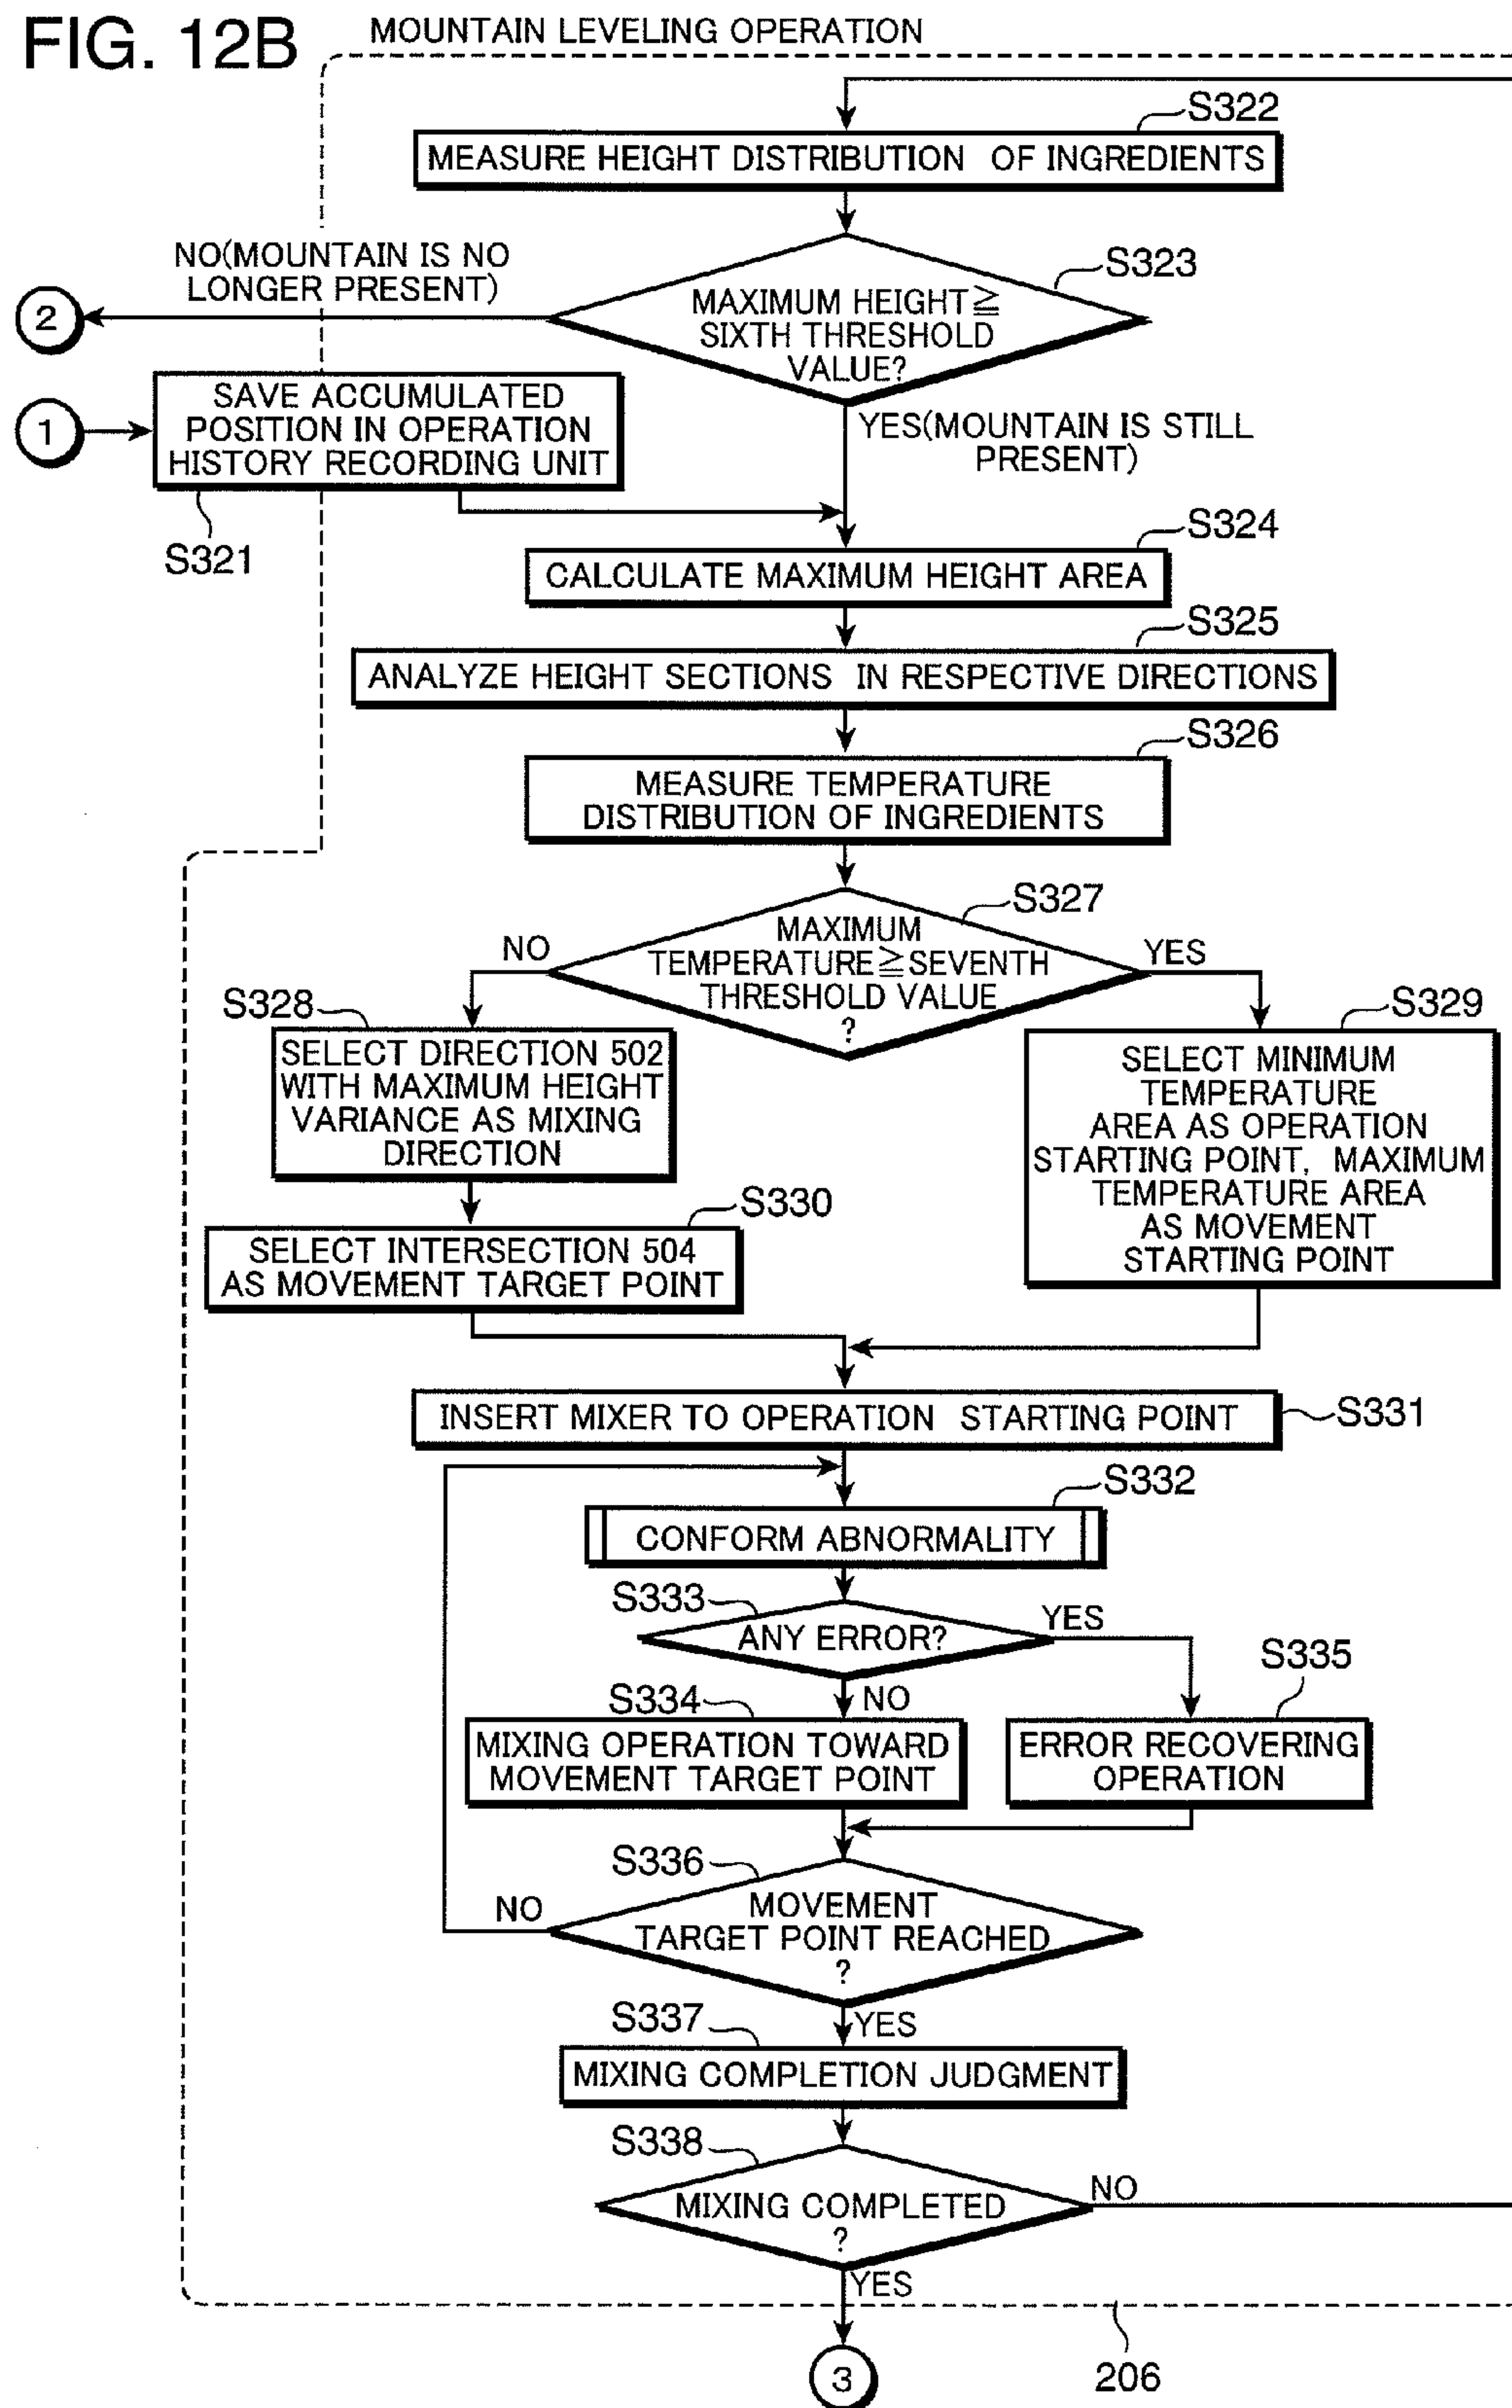 FIG. 12B
MOUNTAIN LEVELING OPERATION
S322
MEASURE HEIGHT DISTRIBUTION OF INGREDIENTS
NO(MOUNTAIN IS NO
LONGER PRESENT)
S323
MAXIMUM HEIGHT≧
SIXTH THRESHOLD
VALUE?
2
1
SAVE ACCUMULATED
POSITION IN OPERATION
HISTORY RECORDING UNIT
S321
YES(MOUNTAIN IS STILL
PRESENT)
S324
CALCULATE MAXIMUM HEIGHT AREA
S325
ANALYZE HEIGHT SECTIONS IN RESPECTIVE DIRECTIONS
S326
MEASURE TEMPERATURE
DISTRIBUTION OF INGREDIENTS
S327
MAXIMUM
TEMPERATURE≧SEVENTH
THRESHOLD VALUE
?
NO
YES
S328
SELECT DIRECTION 502
WITH MAXIMUM HEIGHT
VARIANCE AS MIXING
DIRECTION
S329
SELECT MINIMUM
TEMPERATURE
AREA AS OPERATION
STARTING POINT, MAXIMUM
TEMPERATURE AREA
AS MOVEMENT
STARTING POINT
S330
SELECT INTERSECTION 504
AS MOVEMENT TARGET POINT
INSERT MIXER TO OPERATION STARTING POINT
S331
S332
CONFORM ABNORMALITY
S333
ANY ERROR?
YES
NO
S334
MIXING OPERATION TOWARD
MOVEMENT TARGET POINT
S335
ERROR RECOVERING
OPERATION
S336
MOVEMENT
TARGET POINT REACHED
?
NO
YES
S337
MIXING COMPLETION JUDGMENT
S338
MIXING COMPLETED
?
NO
YES
206
3